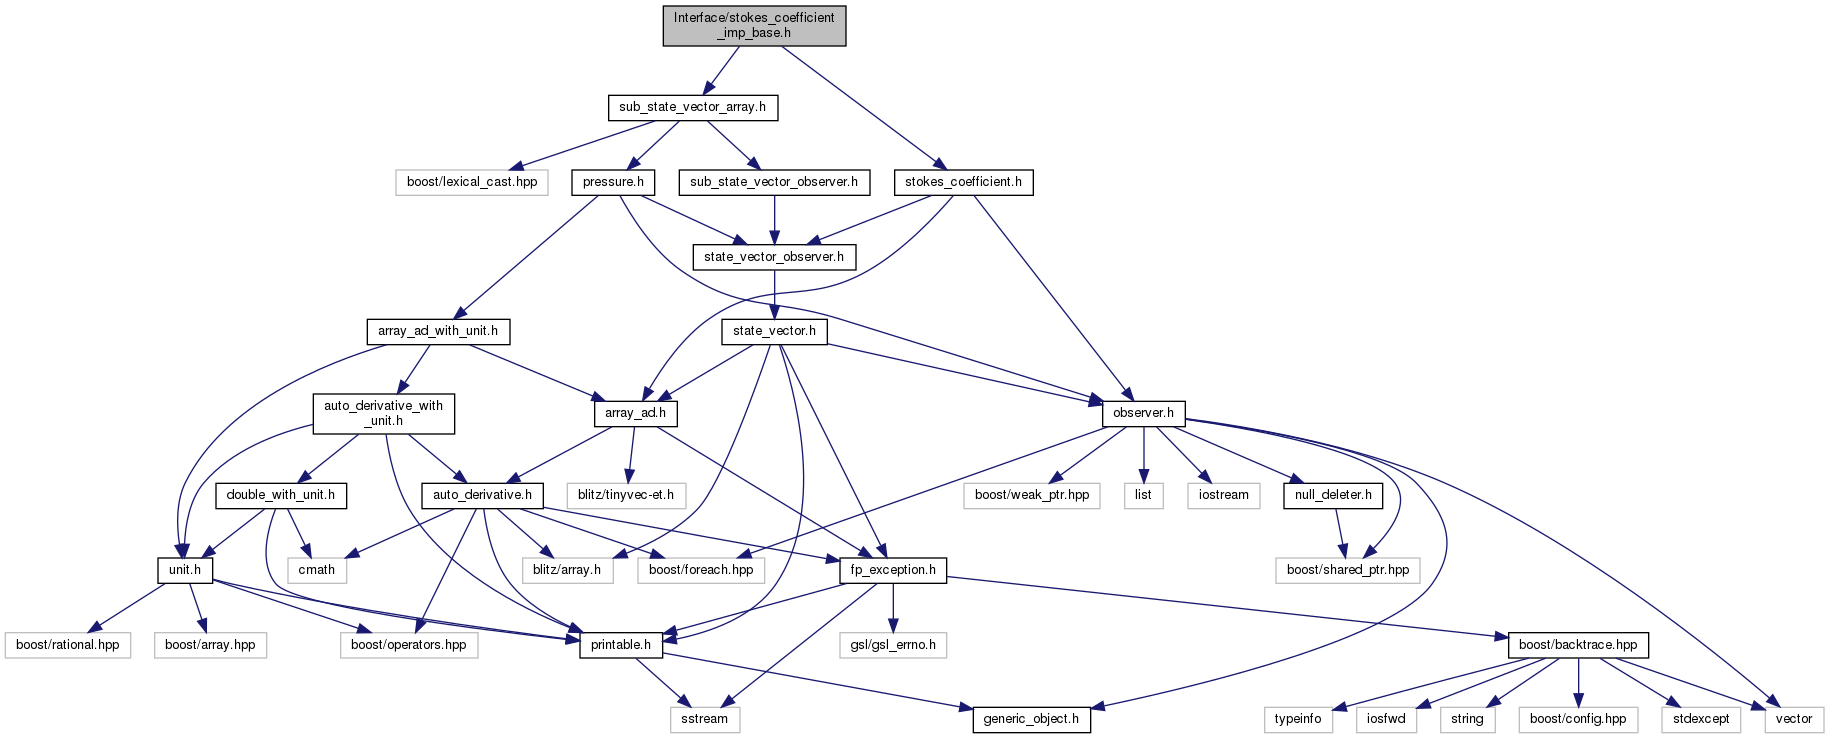 Interface/stokes_coefficient
_imp_base.h
sub_state_vector_array.h
boost/lexical_cast.hpp
pressure.h
sub_state_vector_observer.h
stokes_coefficient.h
state_vector_observer.h
array_ad_with_unit.h
state_vector.h
auto_derivative_with
_unit.h
array_ad.h
observer.h
double_with_unit.h
auto_derivative.h
blitz/tinyvec-et.h
boost/weak_ptr.hpp
list
iostream
null_deleter.h
unit.h
cmath
blitz/array.h
boost/foreach.hpp
fp_exception.h
boost/shared_ptr.hpp
boost/rational.hpp
boost/array.hpp
boost/operators.hpp
printable.h
gsl/gsl_errno.h
boost/backtrace.hpp
sstream
generic_object.h
typeinfo
iosfwd
string
boost/config.hpp
stdexcept
vector